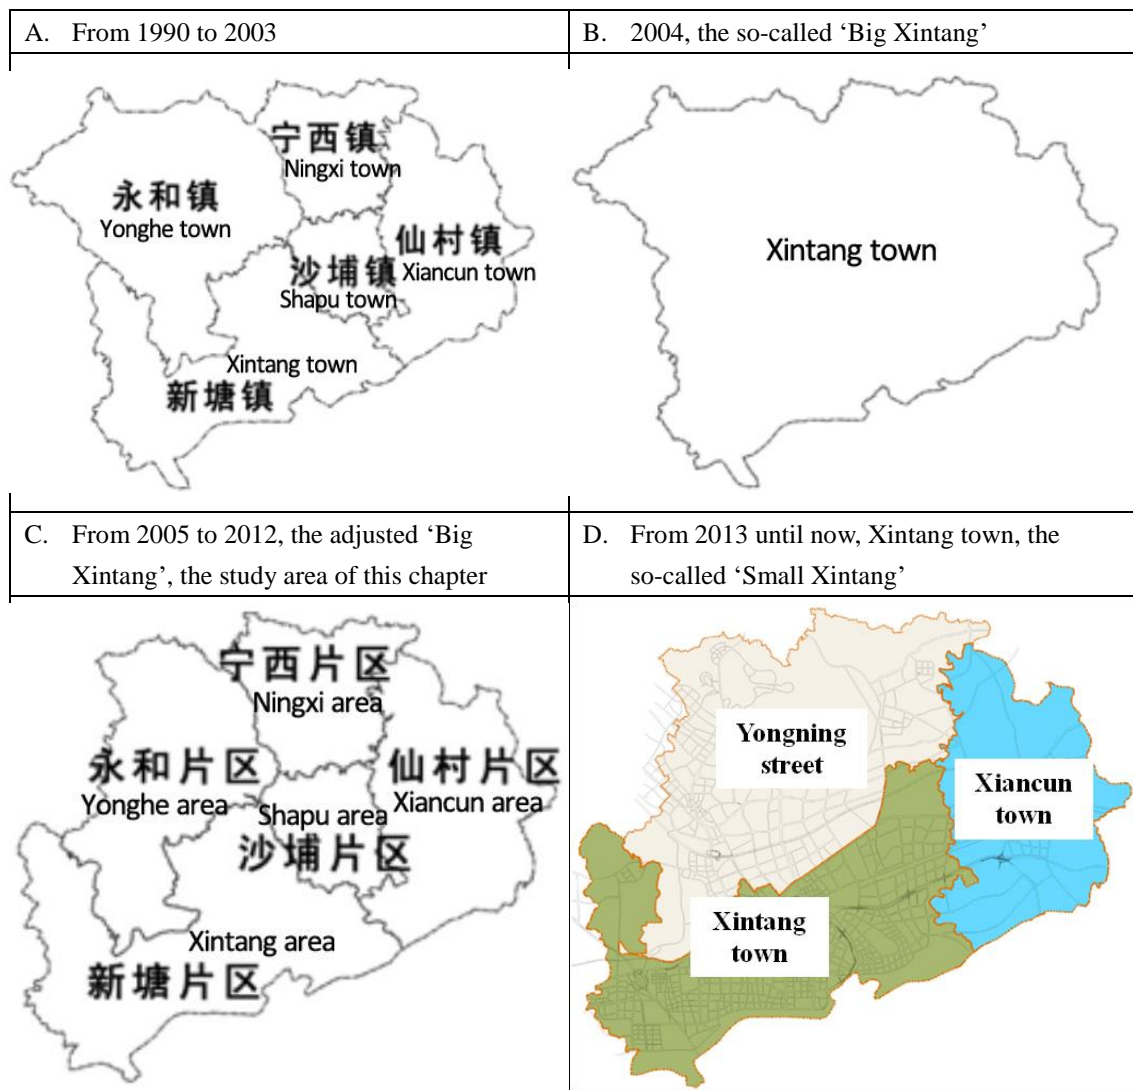 A. From 1990 to 2003
B. 2004, the so-called ‘Big Xintang’
宁西镇
Ningxi town
永和镇
Yonghe town
仙村镇
Xiancun town
沙埔镇
Shapu town
Xintang town
新塘镇
Xintang town
C. From 2005 to 2012, the adjusted ‘Big
Xintang’, the study area of this chapter
D. From 2013 until now, Xintang town, the
so-called ‘Small Xintang’
宁西片区
Ningxi area
永和片区
Yonghe area
仙村片区
Xiancun area
Shapu area
沙埔片区
Xintang area
新塘片区
Yongning
street
Xiancun
town
Xintang
town